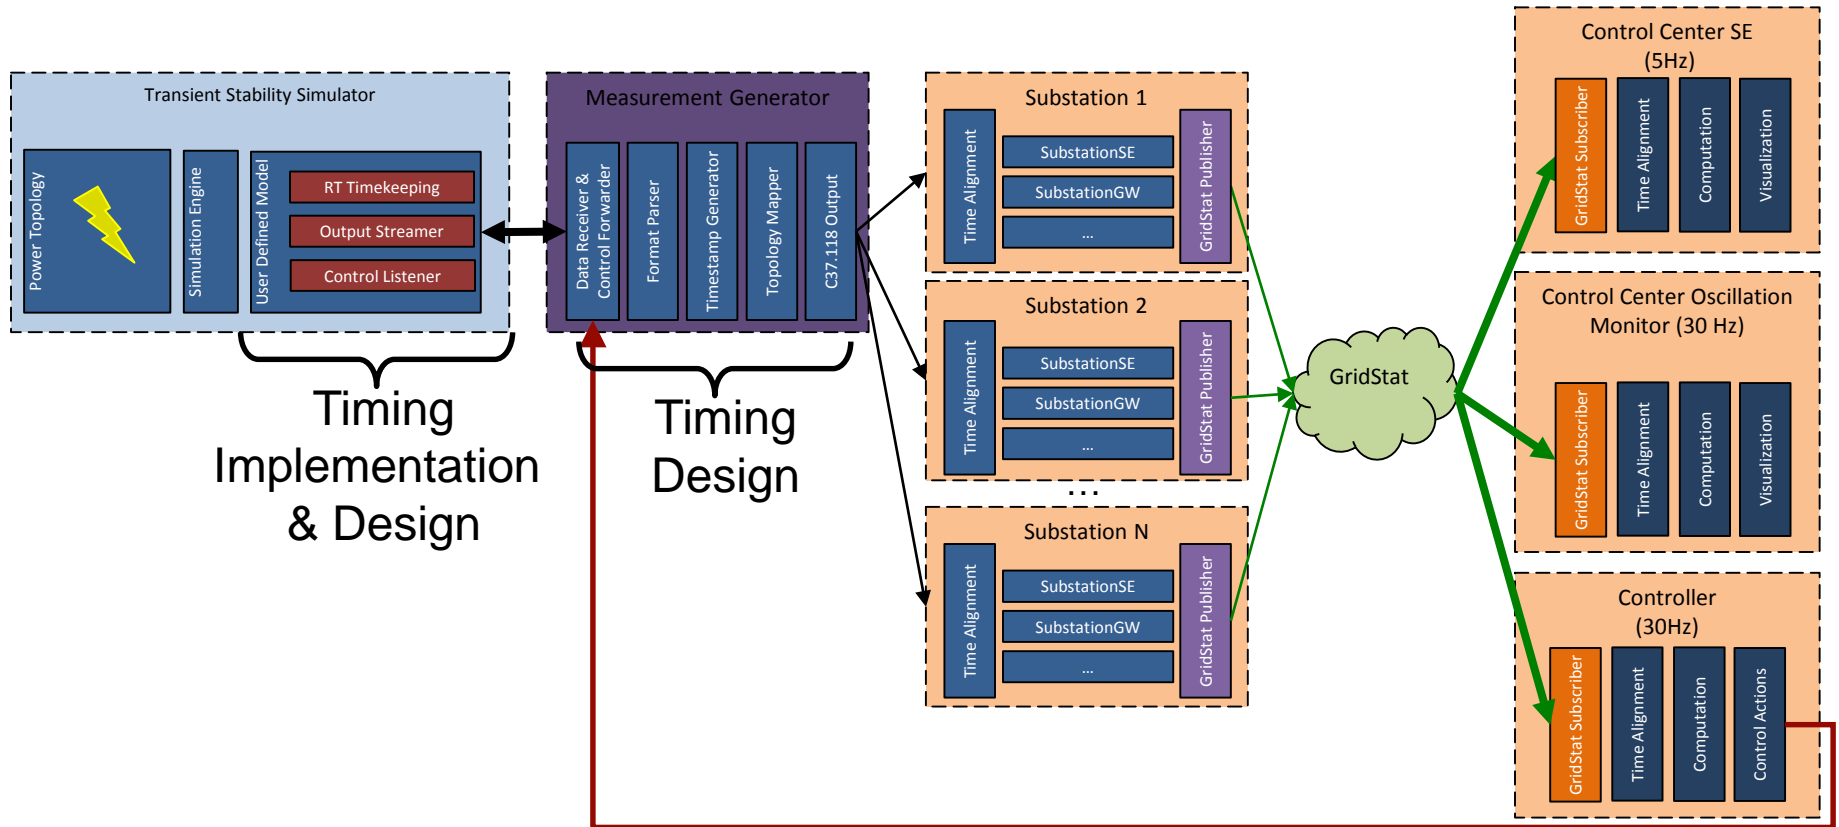 Transient Stability Simulator
Power Topology
Simulation Engine
User Defined Model
RT Timekeeping
Output Streamer
Control Listener
Timing
Implementation
& Design
Measurement Generator
Data Receiver &
Control Forwarder
Format Parser
Timestamp Generator
Topology Mapper
C37.118 Output
Timing
Design
Substation 1
Time Alignment
SubstationSE
SubstationGW
...
GridStat Publisher
Substation 2
Time Alignment
SubstationSE
SubstationGW
...
GridStat Publisher
...
Substation N
Time Alignment
SubstationSE
SubstationGW
...
GridStat Publisher
GridStat
Control Center SE
(5Hz)
GridStat Subscriber
Time Alignment
Computation
Visualization
Control Center Oscillation
Monitor (30 Hz)
GridStat Subscriber
Time Alignment
Computation
Visualization
Controller
(30Hz)
GridStat Subscriber
Time Alignment
Computation
Control Actions